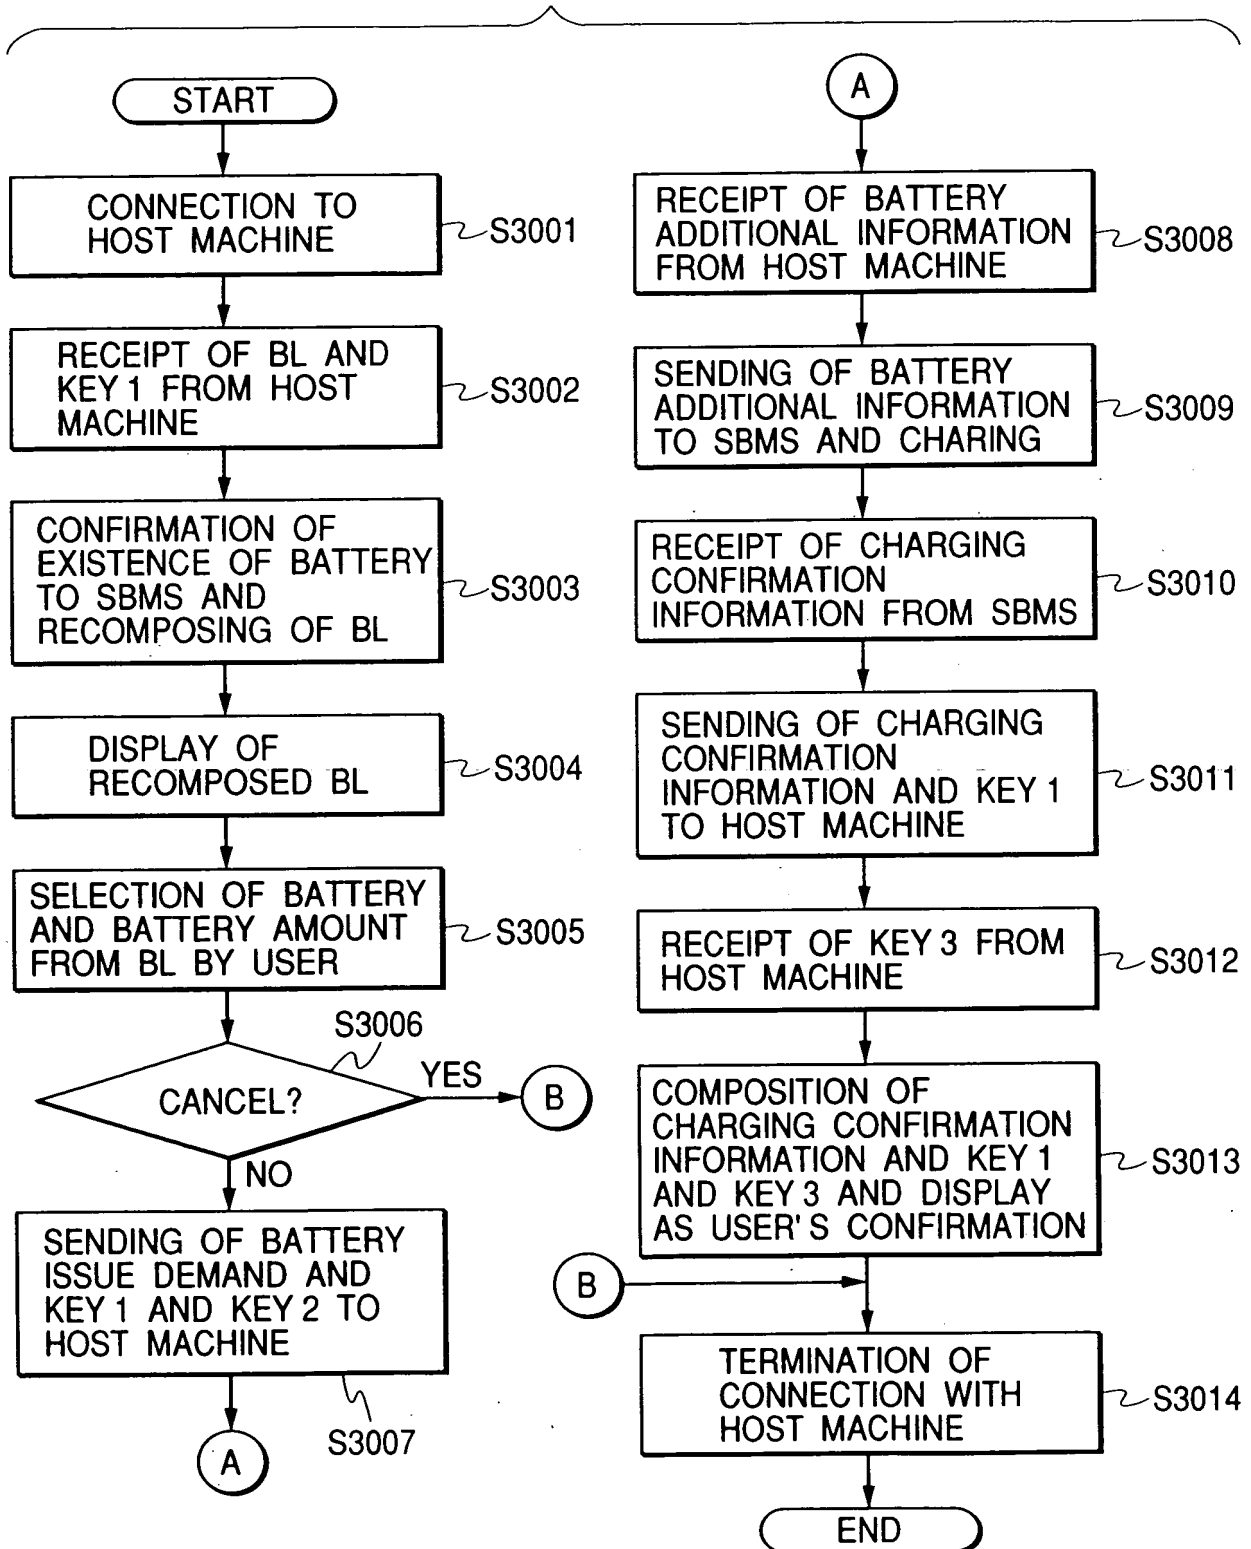 START
CONNECTION TO
HOST MACHINE
S3001
RECEIPT OF BL AND
KEY 1 FROM HOST
MACHINE
S3002
CONFIRMATION OF
EXISTENCE OF BATTERY
TO SBMS AND
RECOMPOSING OF BL
S3003
DISPLAY OF
RECOMPOSED BL
S3004
SELECTION OF BATTERY
AND BATTERY AMOUNT
FROM BL BY USER
S3005
S3006
CANCEL?
YES
B
NO
SENDING OF BATTERY
ISSUE DEMAND AND
KEY 1 AND KEY 2 TO
HOST MACHINE
S3007
A
A
RECEIPT OF BATTERY
ADDITIONAL INFORMATION
FROM HOST MACHINE
S3008
SENDING OF BATTERY
ADDITIONAL INFORMATION
TO SBMS AND CHARING
S3009
RECEIPT OF CHARGING
CONFIRMATION
INFORMATION FROM SBMS
S3010
SENDING OF CHARGING
CONFIRMATION
INFORMATION AND KEY 1
TO HOST MACHINE
S3011
RECEIPT OF KEY 3 FROM
HOST MACHINE
S3012
COMPOSITION OF
CHARGING CONFIRMATION
INFORMATION AND KEY 1
AND KEY 3 AND DISPLAY
AS USER'S CONFIRMATION
S3013
B
TERMINATION OF
CONNECTION WITH
HOST MACHINE
S3014
END